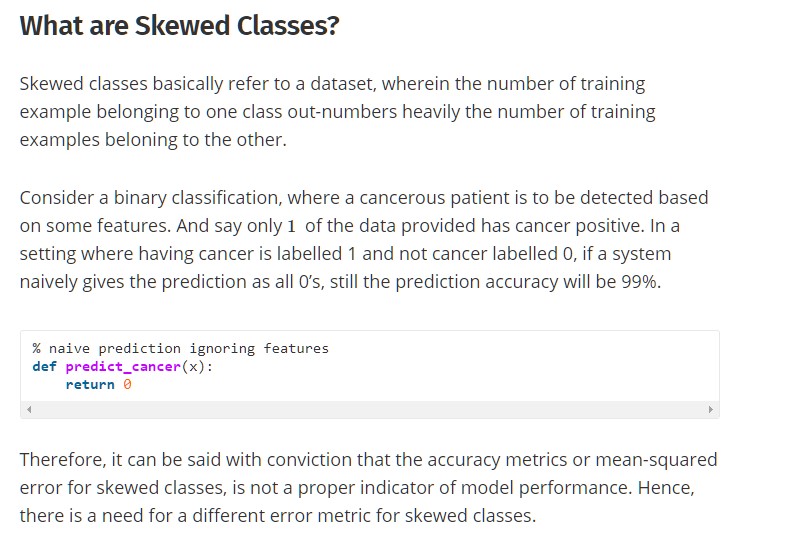 What are Skewed Classes?
Skewed classes basically refer to a dataset, wherein the number of training
example belonging to one class out-numbers heavily the number of training
examples beloning to the other.
Consider a binary classification, where a cancerous patient is to be detected based
on some features. And say only 1 of the data provided has cancer positive. In a
setting where having cancer is labelled 1 and not cancer labelled 0, if a system
naively gives the prediction as all 0’s, still the prediction accuracy will be 99%.
% naive prediction ignoring features
def predict_cancer(x):
    return 0
Therefore, it can be said with conviction that the accuracy metrics or mean-squared
error for skewed classes, is not a proper indicator of model performance. Hence,
there is a need for a different error metric for skewed classes.